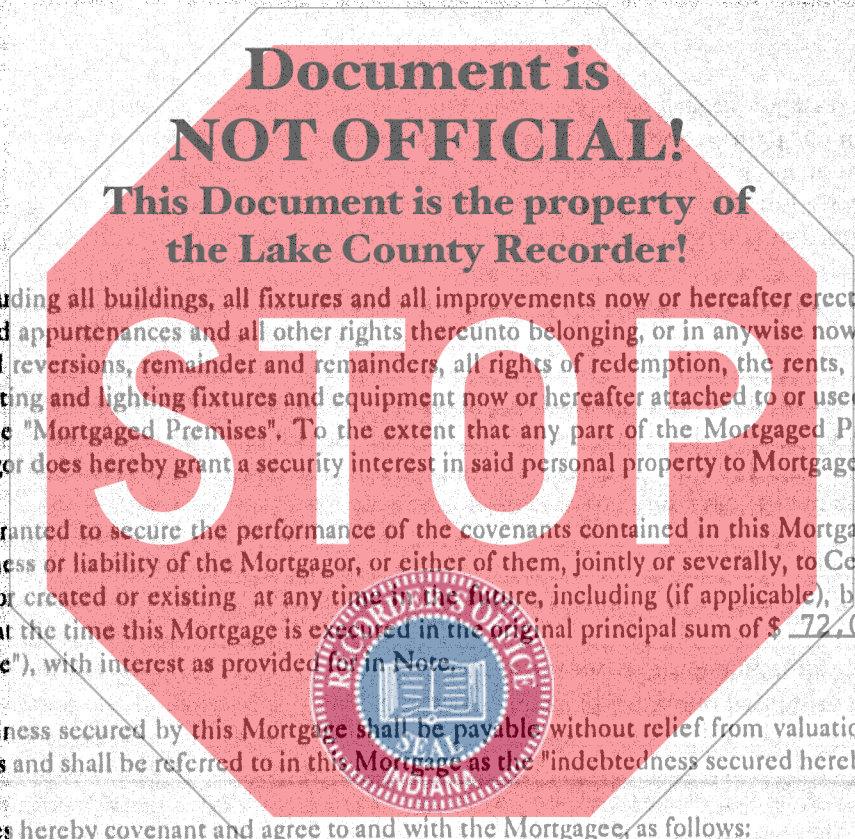 Document is
NOT OFFICIAL!
This Document is the property of
the Lake County Recorder!
uding all buildings, all fixtures and all improvements now or hereafter erect
d appurtenances and all other rights thereunto belonging, or in anywise now
l reversions, remainder and remainders, all rights of redemption, the rents,
ting and lighting fixtures and equipment now or hereafter attached to or used
e "Mortgaged Premises". To the extent that any part of the Mortgaged P
gor does hereby grant a security interest in said personal property to Mortgage
STOP
ranted to secure the performance of the covenants contained in this Mortga
ess or liability of the Mortgagor, or either of them, jointly or severally, to Ce
or created or existing at any time in the future, including (if applicable), b
at the time this Mortgage is executed in the original principal sum of $ 72,0
e"), with interest as provided for in Note.
RECORDER'S OFFICE
SEAL
INDIANA
ness secured by this Mortgage shall be payable without relief from valuatio
s and shall be referred to in this Mortgage as the "indebtedness secured hereb
es hereby covenant and agree to and with the Mortgagee, as follows: